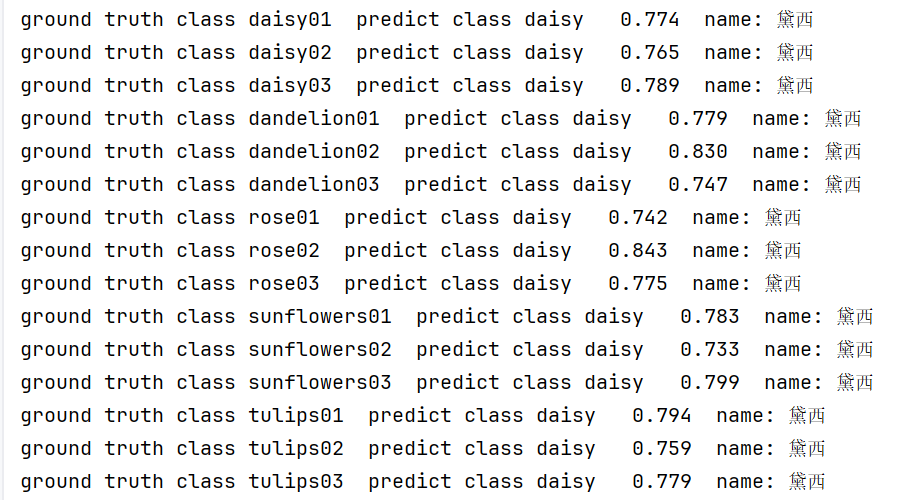 ground truth class daisy01  predict class daisy   0.774  name: 黛西
ground truth class daisy02  predict class daisy   0.765  name: 黛西
ground truth class daisy03  predict class daisy   0.789  name: 黛西
ground truth class dandelion01  predict class daisy   0.779  name: 黛西
ground truth class dandelion02  predict class daisy   0.830  name: 黛西
ground truth class dandelion03  predict class daisy   0.747  name: 黛西
ground truth class rose01  predict class daisy   0.742  name: 黛西
ground truth class rose02  predict class daisy   0.843  name: 黛西
ground truth class rose03  predict class daisy   0.775  name: 黛西
ground truth class sunflowers01  predict class daisy   0.783  name: 黛西
ground truth class sunflowers02  predict class daisy   0.733  name: 黛西
ground truth class sunflowers03  predict class daisy   0.799  name: 黛西
ground truth class tulips01  predict class daisy   0.794  name: 黛西
ground truth class tulips02  predict class daisy   0.759  name: 黛西
ground truth class tulips03  predict class daisy   0.779  name: 黛西